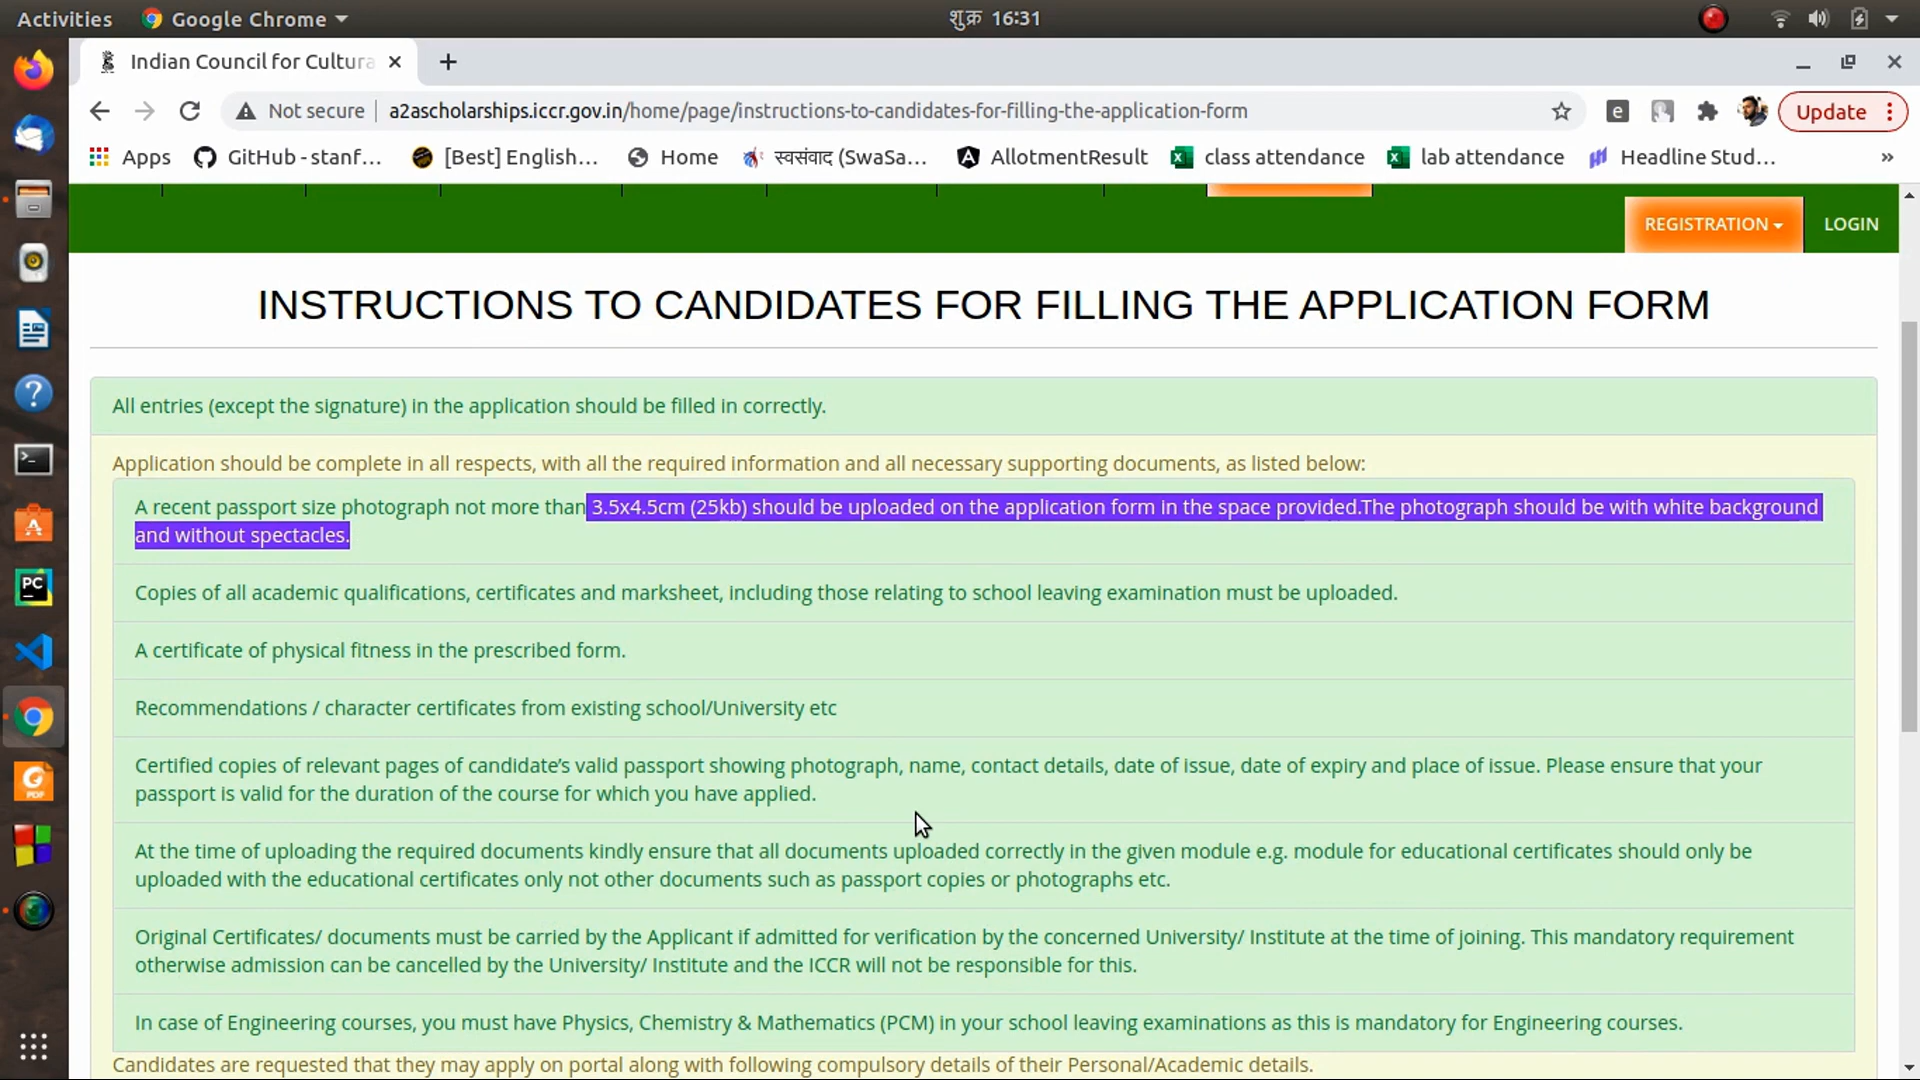 Activities Google Chrome शुक्र 16:31
Indian Council for Cultura
Not secure a2ascholarships.iccr.gov.in/home/page/instructions-to-candidates-for-filling-the-application-form Update
Apps GitHub - stanf... [Best] English... Home स्वसंवाद (SwaSa... AllotmentResult class attendance lab attendance Headline Stud... »
REGISTRATION LOGIN
INSTRUCTIONS TO CANDIDATES FOR FILLING THE APPLICATION FORM
All entries (except the signature) in the application should be filled in correctly.
Application should be complete in all respects, with all the required information and all necessary supporting documents, as listed below:
A recent passport size photograph not more than 3.5x4.5cm (25kb) should be uploaded on the application form in the space provided.The photograph should be with white background
and without spectacles.
Copies of all academic qualifications, certificates and marksheet, including those relating to school leaving examination must be uploaded.
A certificate of physical fitness in the prescribed form.
Recommendations / character certificates from existing school/University etc
Certified copies of relevant pages of candidate's valid passport showing photograph, name, contact details, date of issue, date of expiry and place of issue. Please ensure that your
passport is valid for the duration of the course for which you have applied.
At the time of uploading the required documents kindly ensure that all documents uploaded correctly in the given module e.g. module for educational certificates should only be
uploaded with the educational certificates only not other documents such as passport copies or photographs etc.
Original Certificates/ documents must be carried by the Applicant if admitted for verification by the concerned University/ Institute at the time of joining. This mandatory requirement
otherwise admission can be cancelled by the University/ Institute and the ICCR will not be responsible for this.
In case of Engineering courses, you must have Physics, Chemistry & Mathematics (PCM) in your school leaving examinations as this is mandatory for Engineering courses.
Candidates are requested that they may apply on portal along with following compulsory details of their Personal/Academic details.